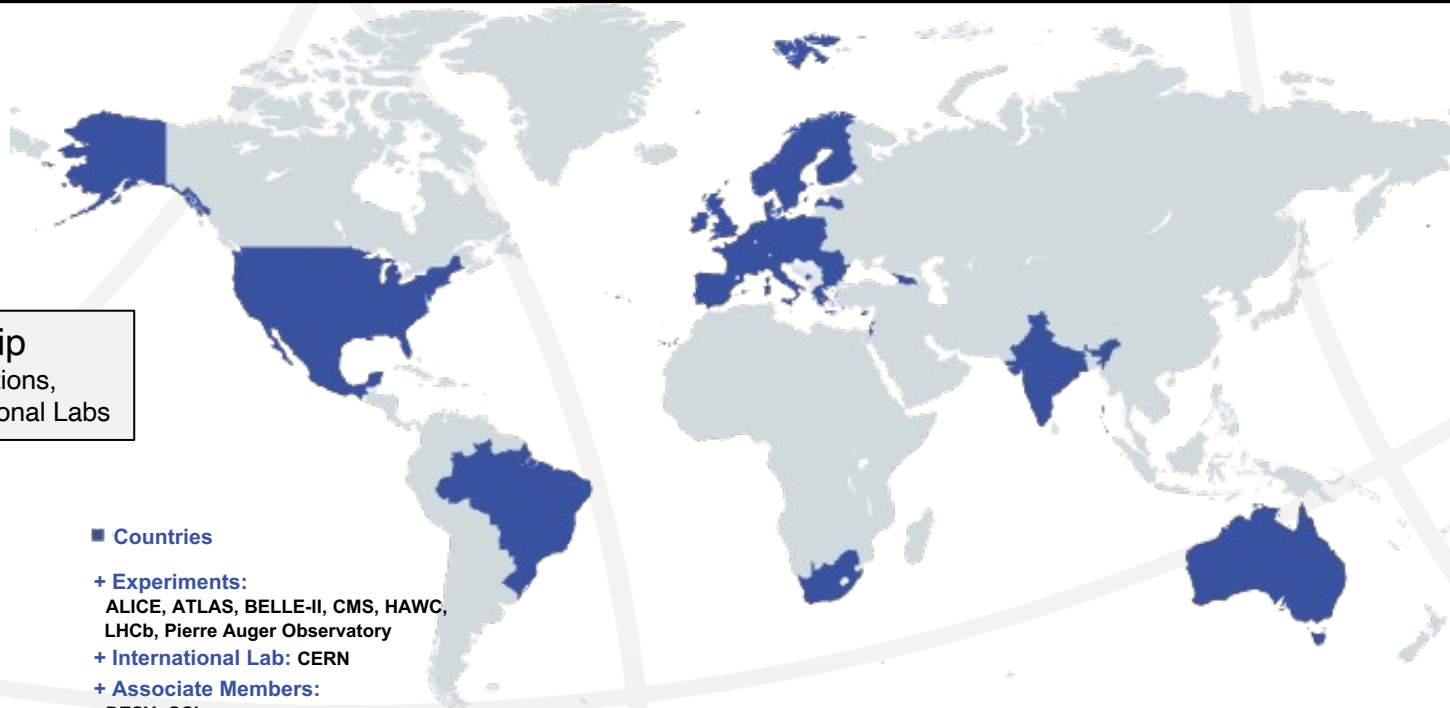 ip
ions,
onal Labs
Countries
+ Experiments:
ALICE, ATLAS, BELLE-II, CMS, HAWC,
LHCb, Pierre Auger Observatory
+ International Lab: CERN
+ Associate Members: